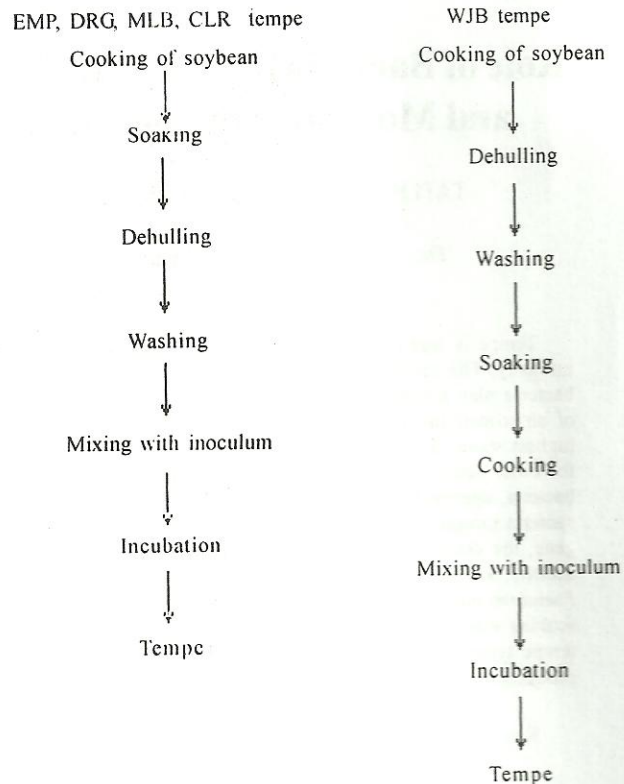 EMP, DRG, MLB, CLR tempe
Cooking of soybean
Soaking
Dehulling
Washing
Mixing with inoculum
Incubation
Tempe
WJB tempe
Cooking of soybean
Dehulling
Washing
Soaking
Cooking
Mixing with inoculum
Incubation
Tempe